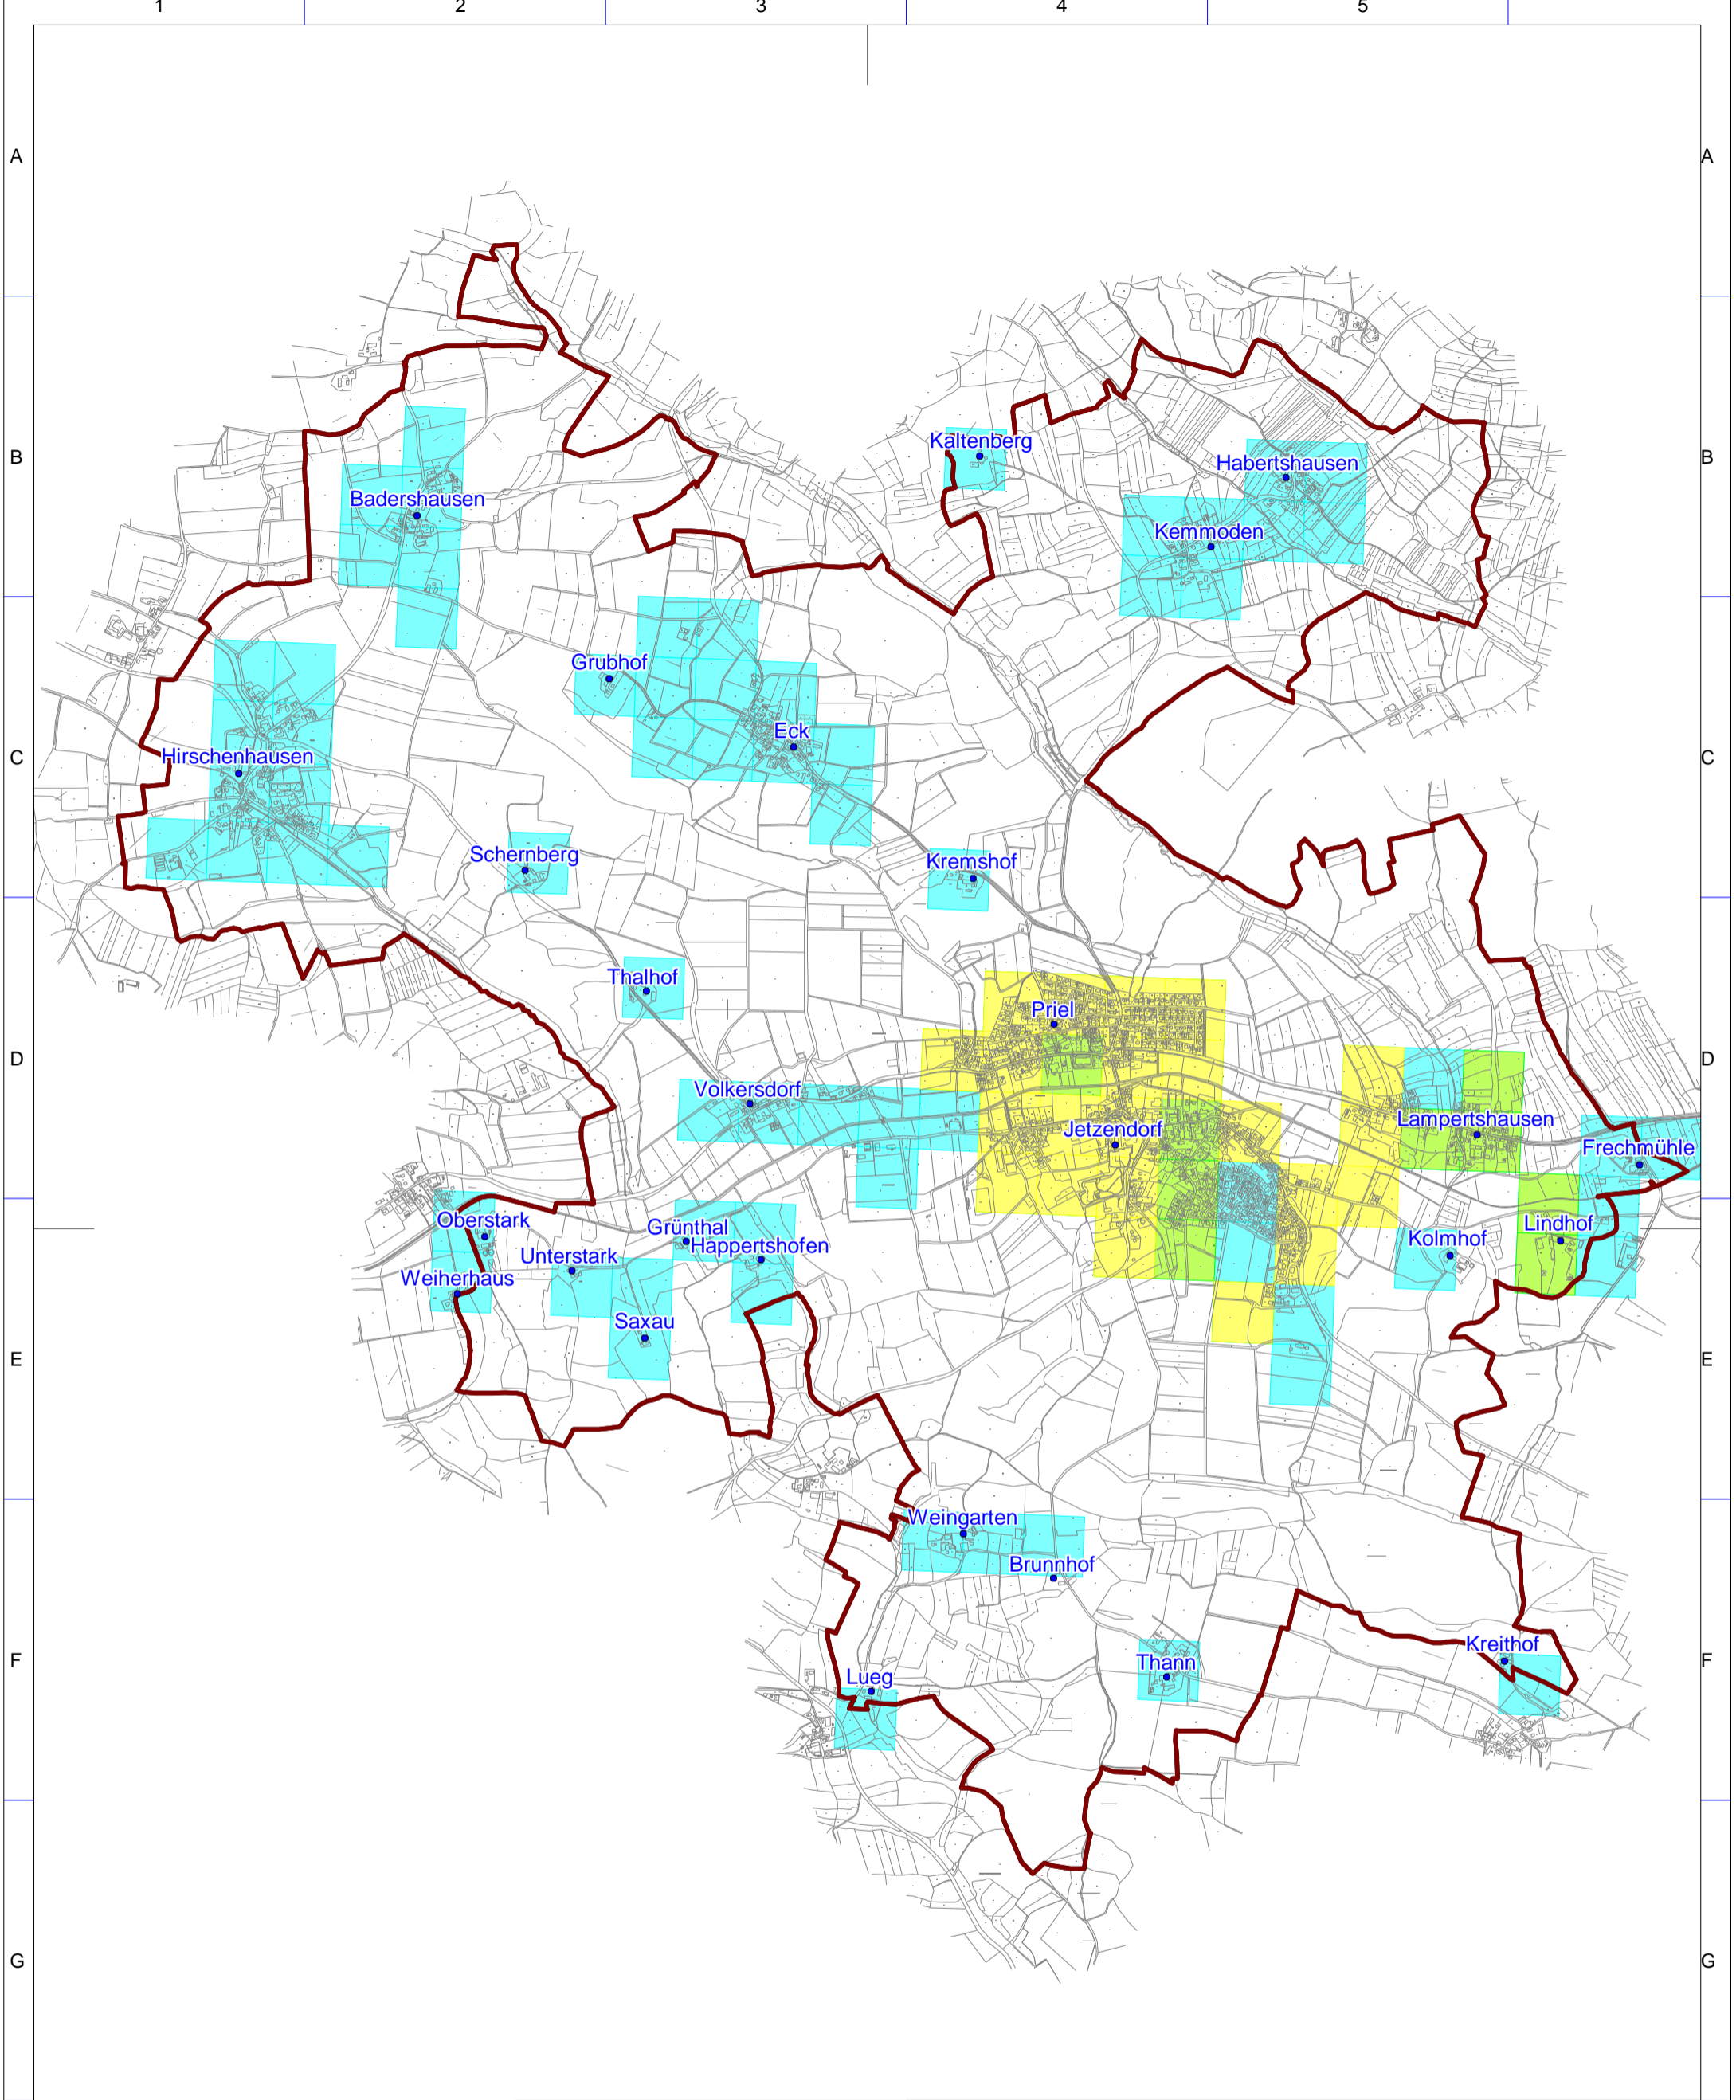 1 2 3 4 5
A A
B B
Kaltenberg
Habertshausen
Badershausen
Kemmoden
Grubhof
Eck
C C
Hirschenhausen
Schernberg
Kremshof
Thalhof
Priel
D D
Volkersdorf
Lampertshausen
Jetzendorf
Frechmühle
Oberstark
Grünthal
Lindhof
Kolmhof
Happertshofen
Unterstark
Weiherhaus
Saxau
E E
Weingarten
Brunnhof
Kreithof
F F
Thann
Lueg
G G